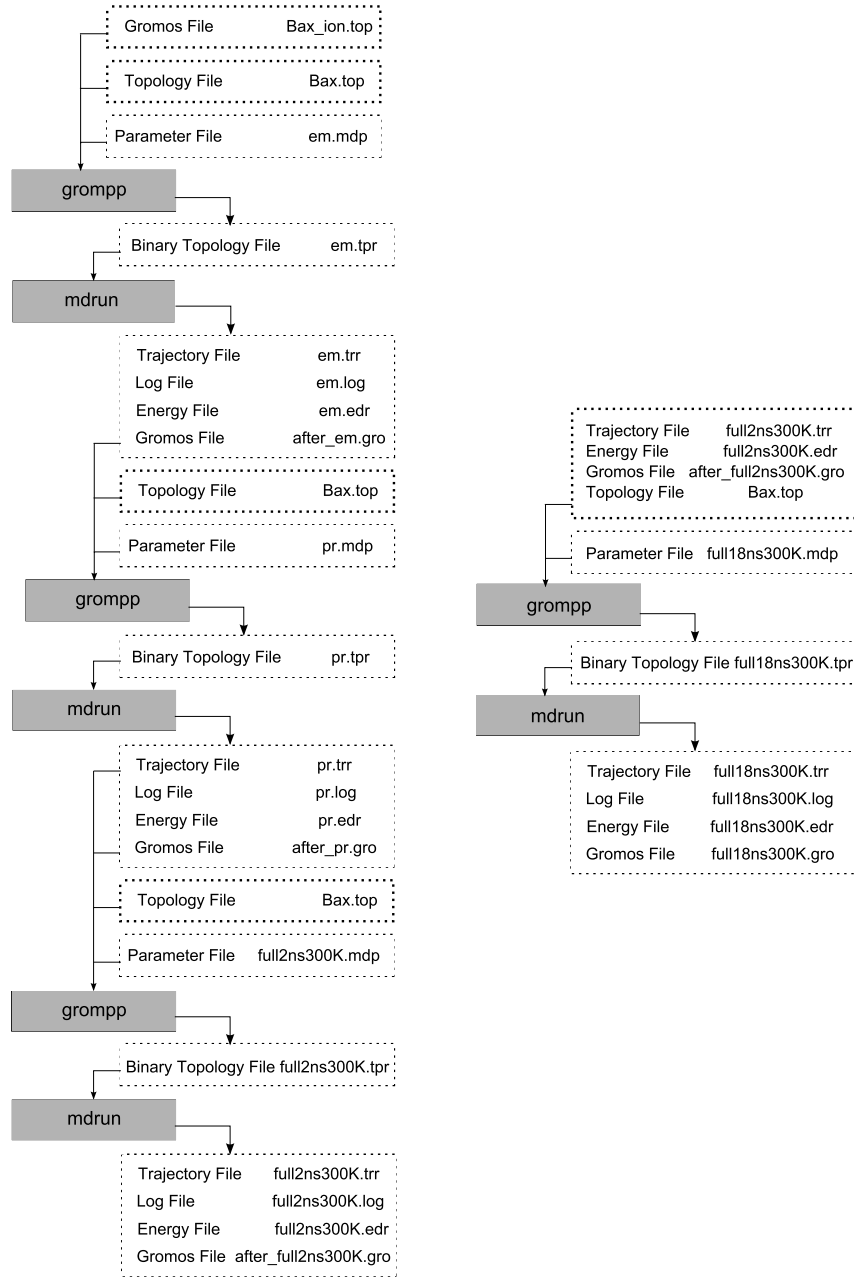 Gromos File Bax_ion.top
Topology File Bax.top
Parameter File em.mdp
grompp
Binary Topology File em.tpr
mdrun
Trajectory File em.trr
Log File em.log
Energy File em.edr
Gromos File after_em.gro
Topology File Bax.top
Parameter File pr.mdp
grompp
Binary Topology File pr.tpr
mdrun
Trajectory File pr.trr
Log File pr.log
Energy File pr.edr
Gromos File after_pr.gro
Topology File Bax.top
Parameter File full2ns300K.mdp
grompp
Binary Topology File full2ns300K.tpr
mdrun
Trajectory File full2ns300K.trr
Log File full2ns300K.log
Energy File full2ns300K.edr
Gromos File after_full2ns300K.gro
Trajectory File full2ns300K.trr
Energy File full2ns300K.edr
Gromos File after_full2ns300K.gro
Topology File Bax.top
Parameter File full18ns300K.mdp
grompp
Binary Topology File full18ns300K.tpr
mdrun
Trajectory File full18ns300K.trr
Log File full18ns300K.log
Energy File full18ns300K.edr
Gromos File full18ns300K.gro